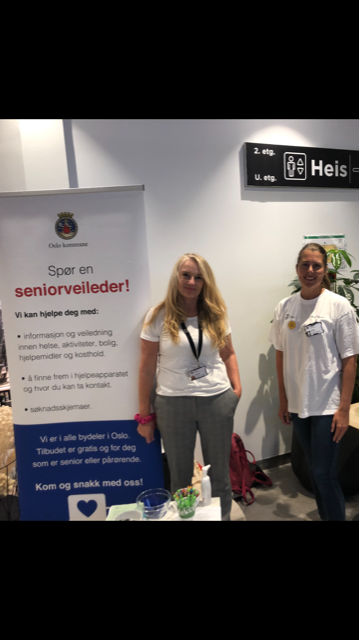 2. etg.
Heis
U. etg.
Oslo kommune
Spør en
seniorveileder!
Vi kan hjelpe deg med:
• informasjon og veiledning
innen helse, aktiviteter, bolig,
hjelpemidler og kosthold.
• å finne frem i hjelpeapparatet
og hvor du kan ta kontakt.
• søknadsskjemaer.
Vi er i alle bydeler i Oslo.
Tilbudet er gratis og for deg
som er senior eller pårørende.
Kom og snakk med oss!